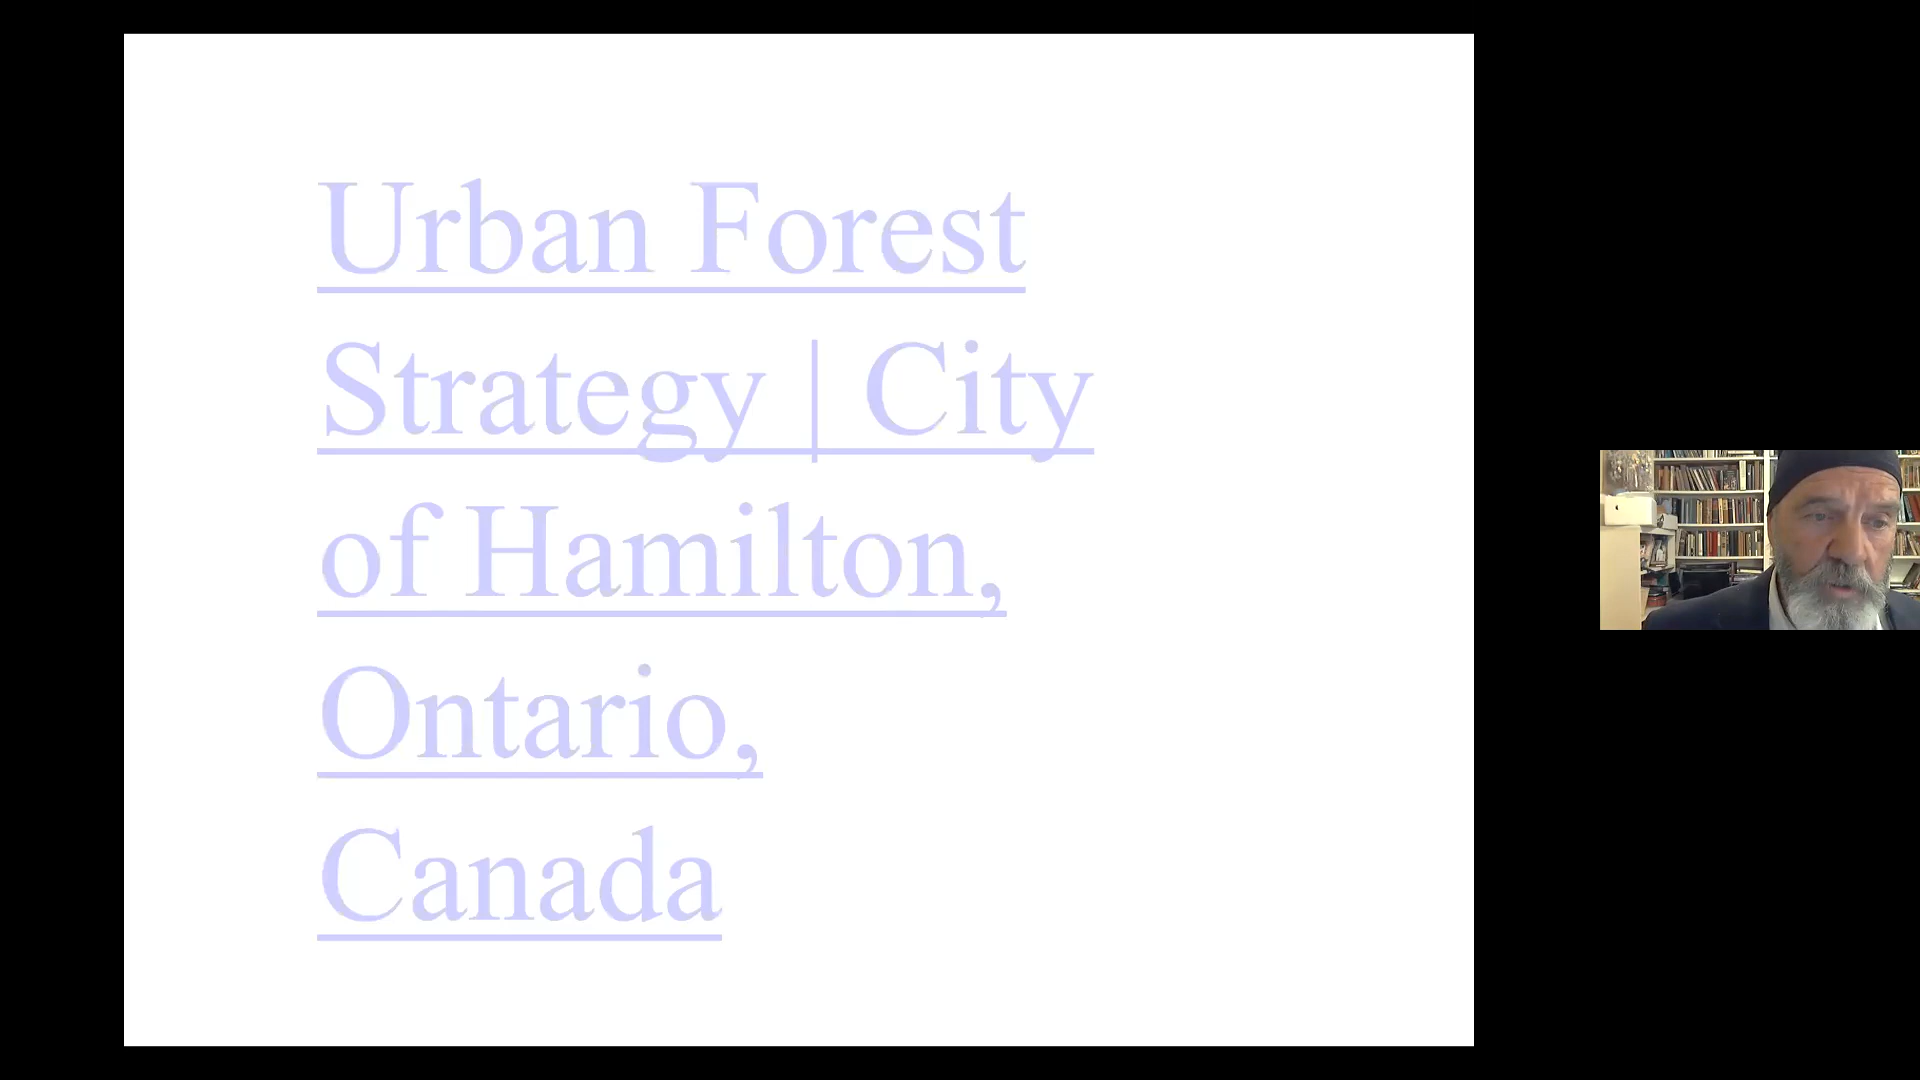 Urban Forest
Strategy | City
of Hamilton,
Ontario,
Canada